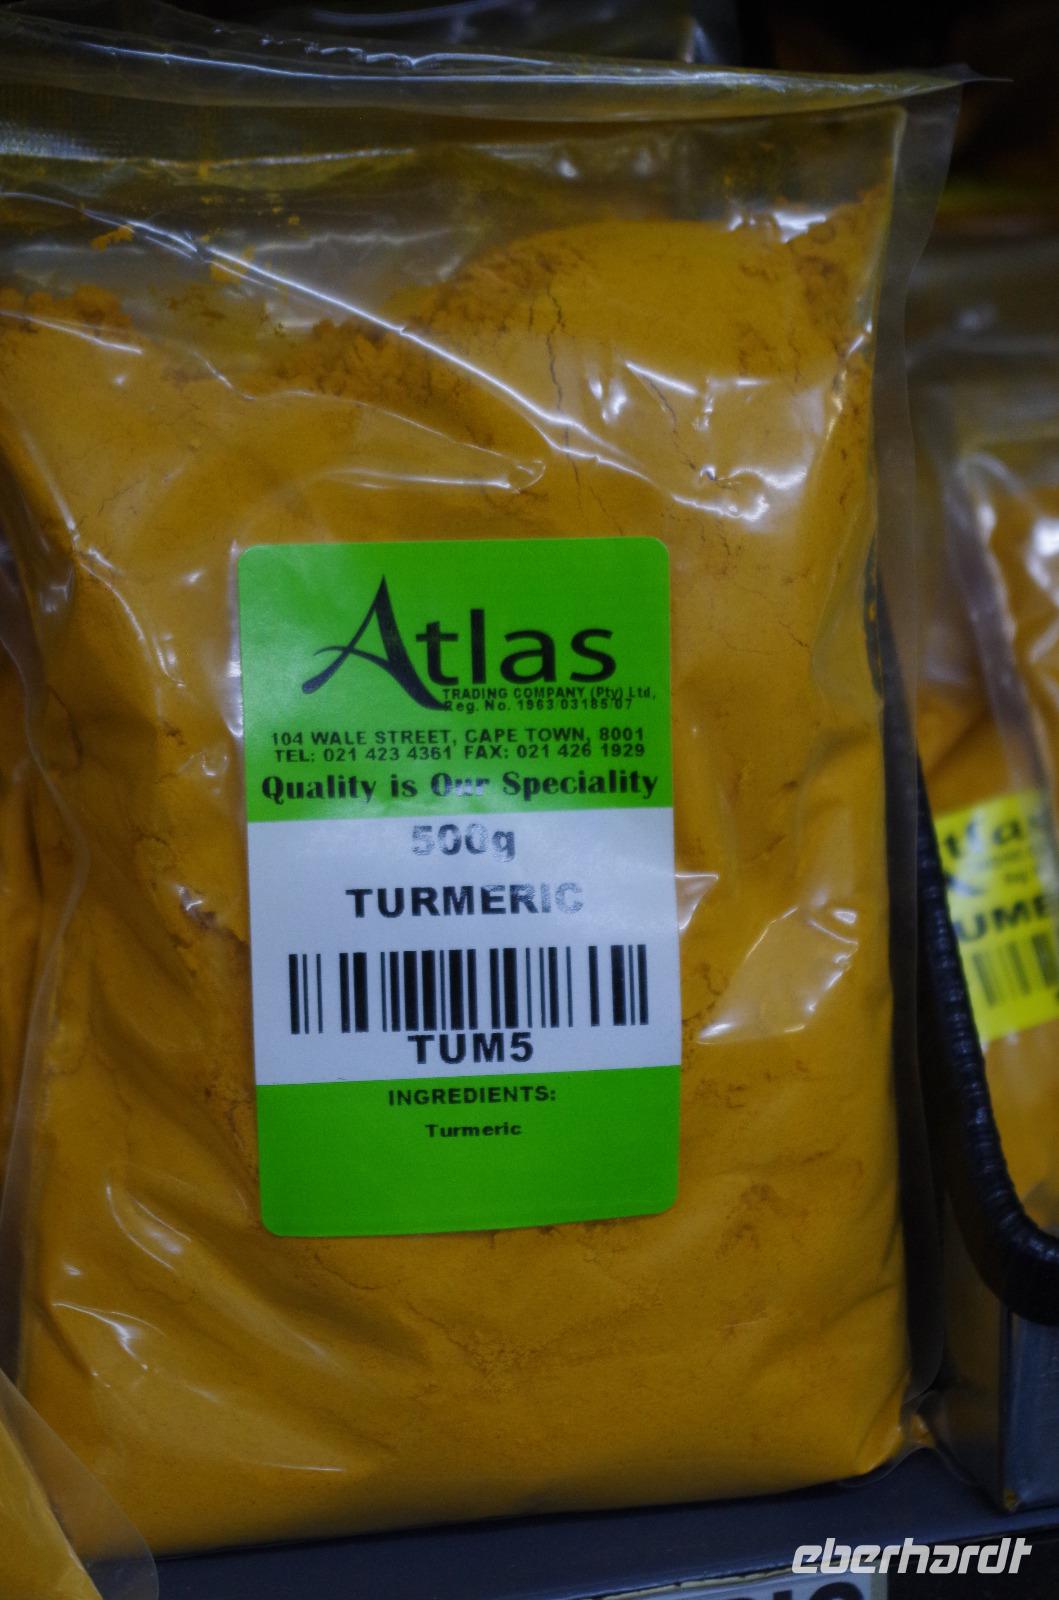 Atlas
TRADING COMPANY (Pty) Ltd,
Reg. No. 1963/03185/07
104 WALE STREET, CAPE TOWN, 8001
TEL: 021 423 4361 FAX: 021 426 1929
Quality is Our Speciality
500g
TURMERIC
TUM5
INGREDIENTS:
Turmeric
eberhardt